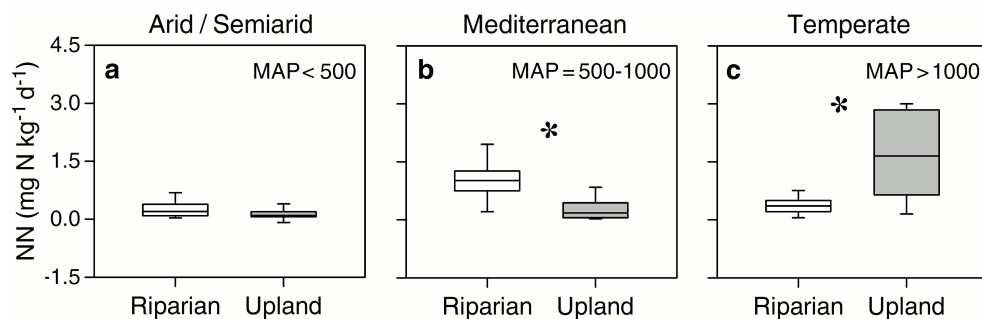 Arid / Semiarid
Mediterranean
Temperate
NN (mg N kg⁻¹ d⁻¹)
4.5
3.0
1.5
0.0
-1.5
a
MAP < 500
b
MAP = 500-1000
*
c
MAP > 1000
*
Riparian Upland
Riparian Upland
Riparian Upland